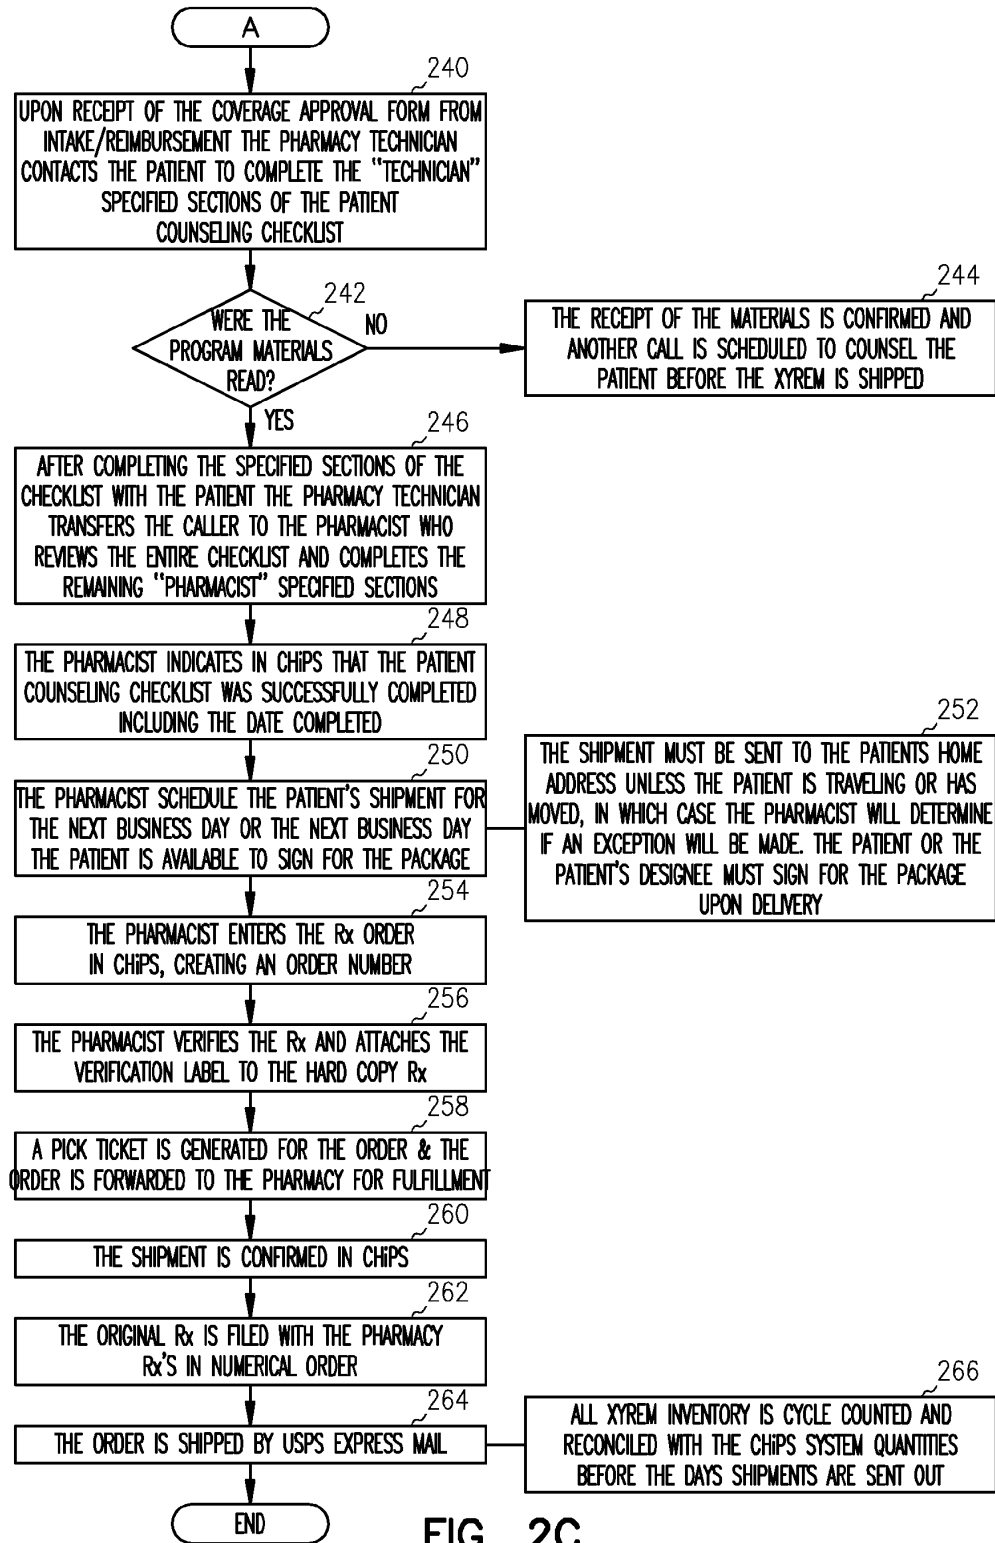 A
240
UPON RECEIPT OF THE COVERAGE APPROVAL FORM FROM
INTAKE/REIMBURSEMENT THE PHARMACY TECHNICIAN
CONTACTS THE PATIENT TO COMPLETE THE "TECHNICIAN"
SPECIFIED SECTIONS OF THE PATIENT
COUNSELING CHECKLIST
242
WERE THE
PROGRAM MATERIALS
READ?
NO
244
THE RECEIPT OF THE MATERIALS IS CONFIRMED AND
ANOTHER CALL IS SCHEDULED TO COUNSEL THE
PATIENT BEFORE THE XYREM IS SHIPPED
YES
246
AFTER COMPLETING THE SPECIFIED SECTIONS OF THE
CHECKLIST WITH THE PATIENT THE PHARMACY TECHNICIAN
TRANSFERS THE CALLER TO THE PHARMACIST WHO
REVIEWS THE ENTIRE CHECKLIST AND COMPLETES THE
REMAINING "PHARMACIST" SPECIFIED SECTIONS
248
THE PHARMACIST INDICATES IN CHiPS THAT THE PATIENT
COUNSELING CHECKLIST WAS SUCCESSFULLY COMPLETED
INCLUDING THE DATE COMPLETED
250
THE PHARMACIST SCHEDULE THE PATIENT'S SHIPMENT FOR
THE NEXT BUSINESS DAY OR THE NEXT BUSINESS DAY
THE PATIENT IS AVAILABLE TO SIGN FOR THE PACKAGE
252
THE SHIPMENT MUST BE SENT TO THE PATIENTS HOME
ADDRESS UNLESS THE PATIENT IS TRAVELING OR HAS
MOVED, IN WHICH CASE THE PHARMACIST WILL DETERMINE
IF AN EXCEPTION WILL BE MADE. THE PATIENT OR THE
PATIENT'S DESIGNEE MUST SIGN FOR THE PACKAGE
UPON DELIVERY
254
THE PHARMACIST ENTERS THE Rx ORDER
IN CHiPS, CREATING AN ORDER NUMBER
256
THE PHARMACIST VERIFIES THE Rx AND ATTACHES THE
VERIFICATION LABEL TO THE HARD COPY Rx
258
A PICK TICKET IS GENERATED FOR THE ORDER & THE
ORDER IS FORWARDED TO THE PHARMACY FOR FULFILLMENT
260
THE SHIPMENT IS CONFIRMED IN CHiPS
262
THE ORIGINAL Rx IS FILED WITH THE PHARMACY
Rx'S IN NUMERICAL ORDER
264
THE ORDER IS SHIPPED BY USPS EXPRESS MAIL
266
ALL XYREM INVENTORY IS CYCLE COUNTED AND
RECONCILED WITH THE CHiPS SYSTEM QUANTITIES
BEFORE THE DAYS SHIPMENTS ARE SENT OUT
END
FIG 2C